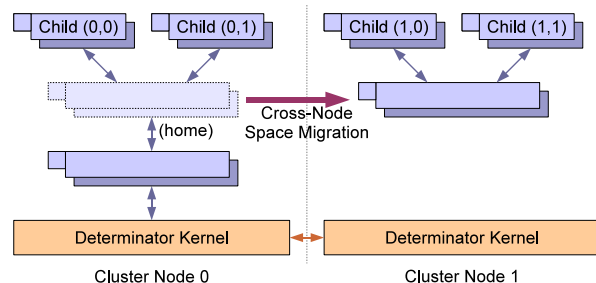 Child (0,0)
Child (0,1)
Child (1,0)
Child (1,1)
Cross-Node
Space Migration
(home)
Determinator Kernel
Determinator Kernel
Cluster Node 0
Cluster Node 1